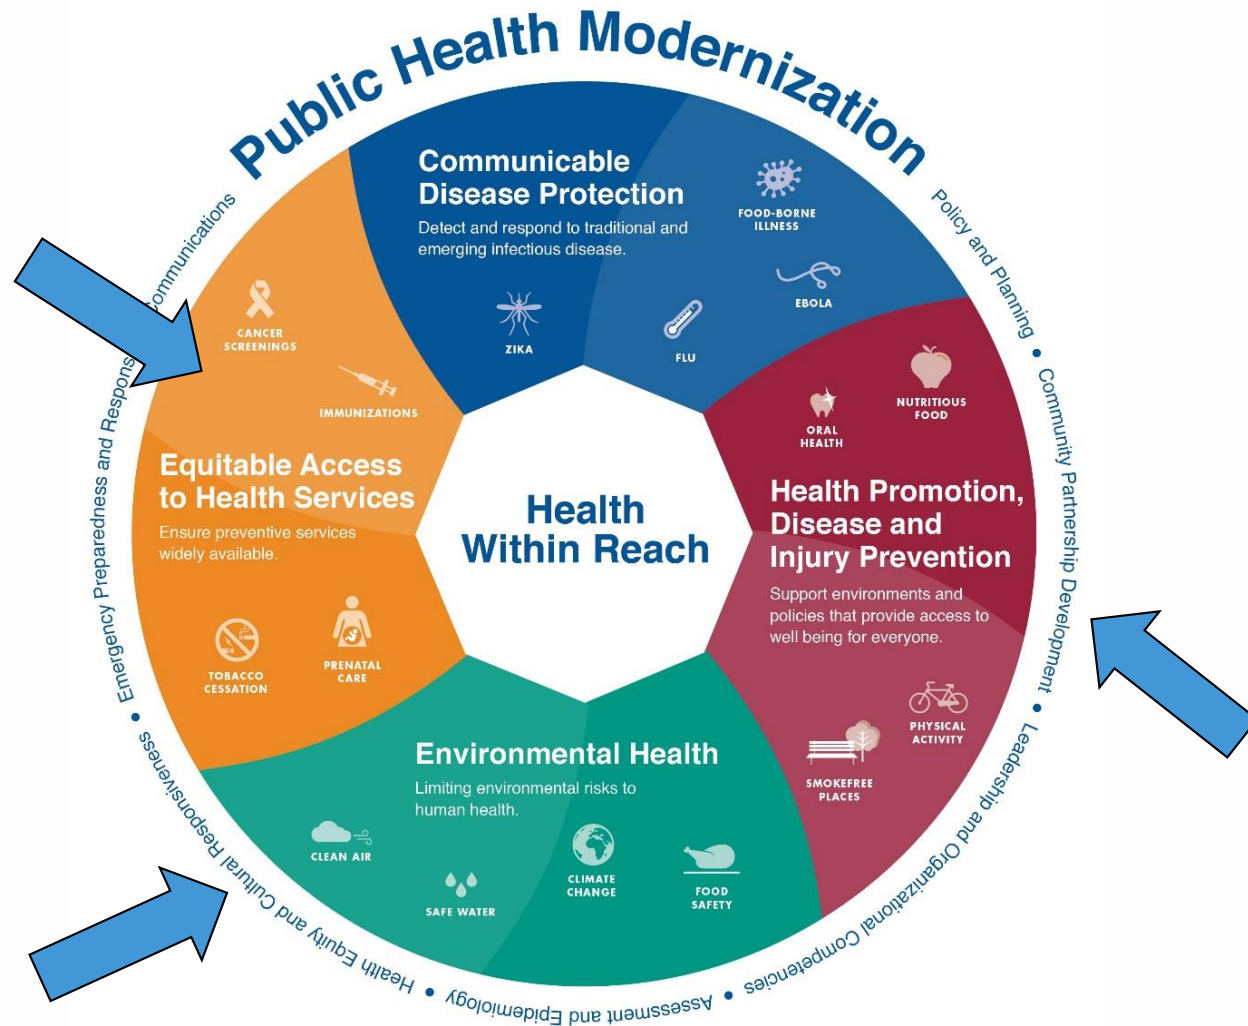 Public Health Modernization
Communicable
Disease Protection
Detect and respond to traditional and
emerging infectious disease.
ZIKA
FLU
FOOD-BORNE
ILLNESS
EBOLA
NUTRITIOUS
FOOD
ORAL
HEALTH
Health Promotion,
Disease and
Injury Prevention
Support environments and
policies that provide access to
well being for everyone.
PHYSICAL
ACTIVITY
SMOKEFREE
PLACES
Environmental Health
Limiting environmental risks to
human health.
CLEAN AIR
SAFE WATER
CLIMATE
CHANGE
FOOD
SAFETY
CANCER
SCREENINGS
IMMUNIZATIONS
Equitable Access
to Health Services
Ensure preventive services
widely available.
TOBACCO
CESSATION
PRENATAL
CARE
Health
Within Reach
Policy and Planning • Community Partnership Development • Leadership and Organizational Competencies • Assessment and Epidemiology • Health Equity and Cultural Responsiveness • Emergency Preparedness and Respons ommunications